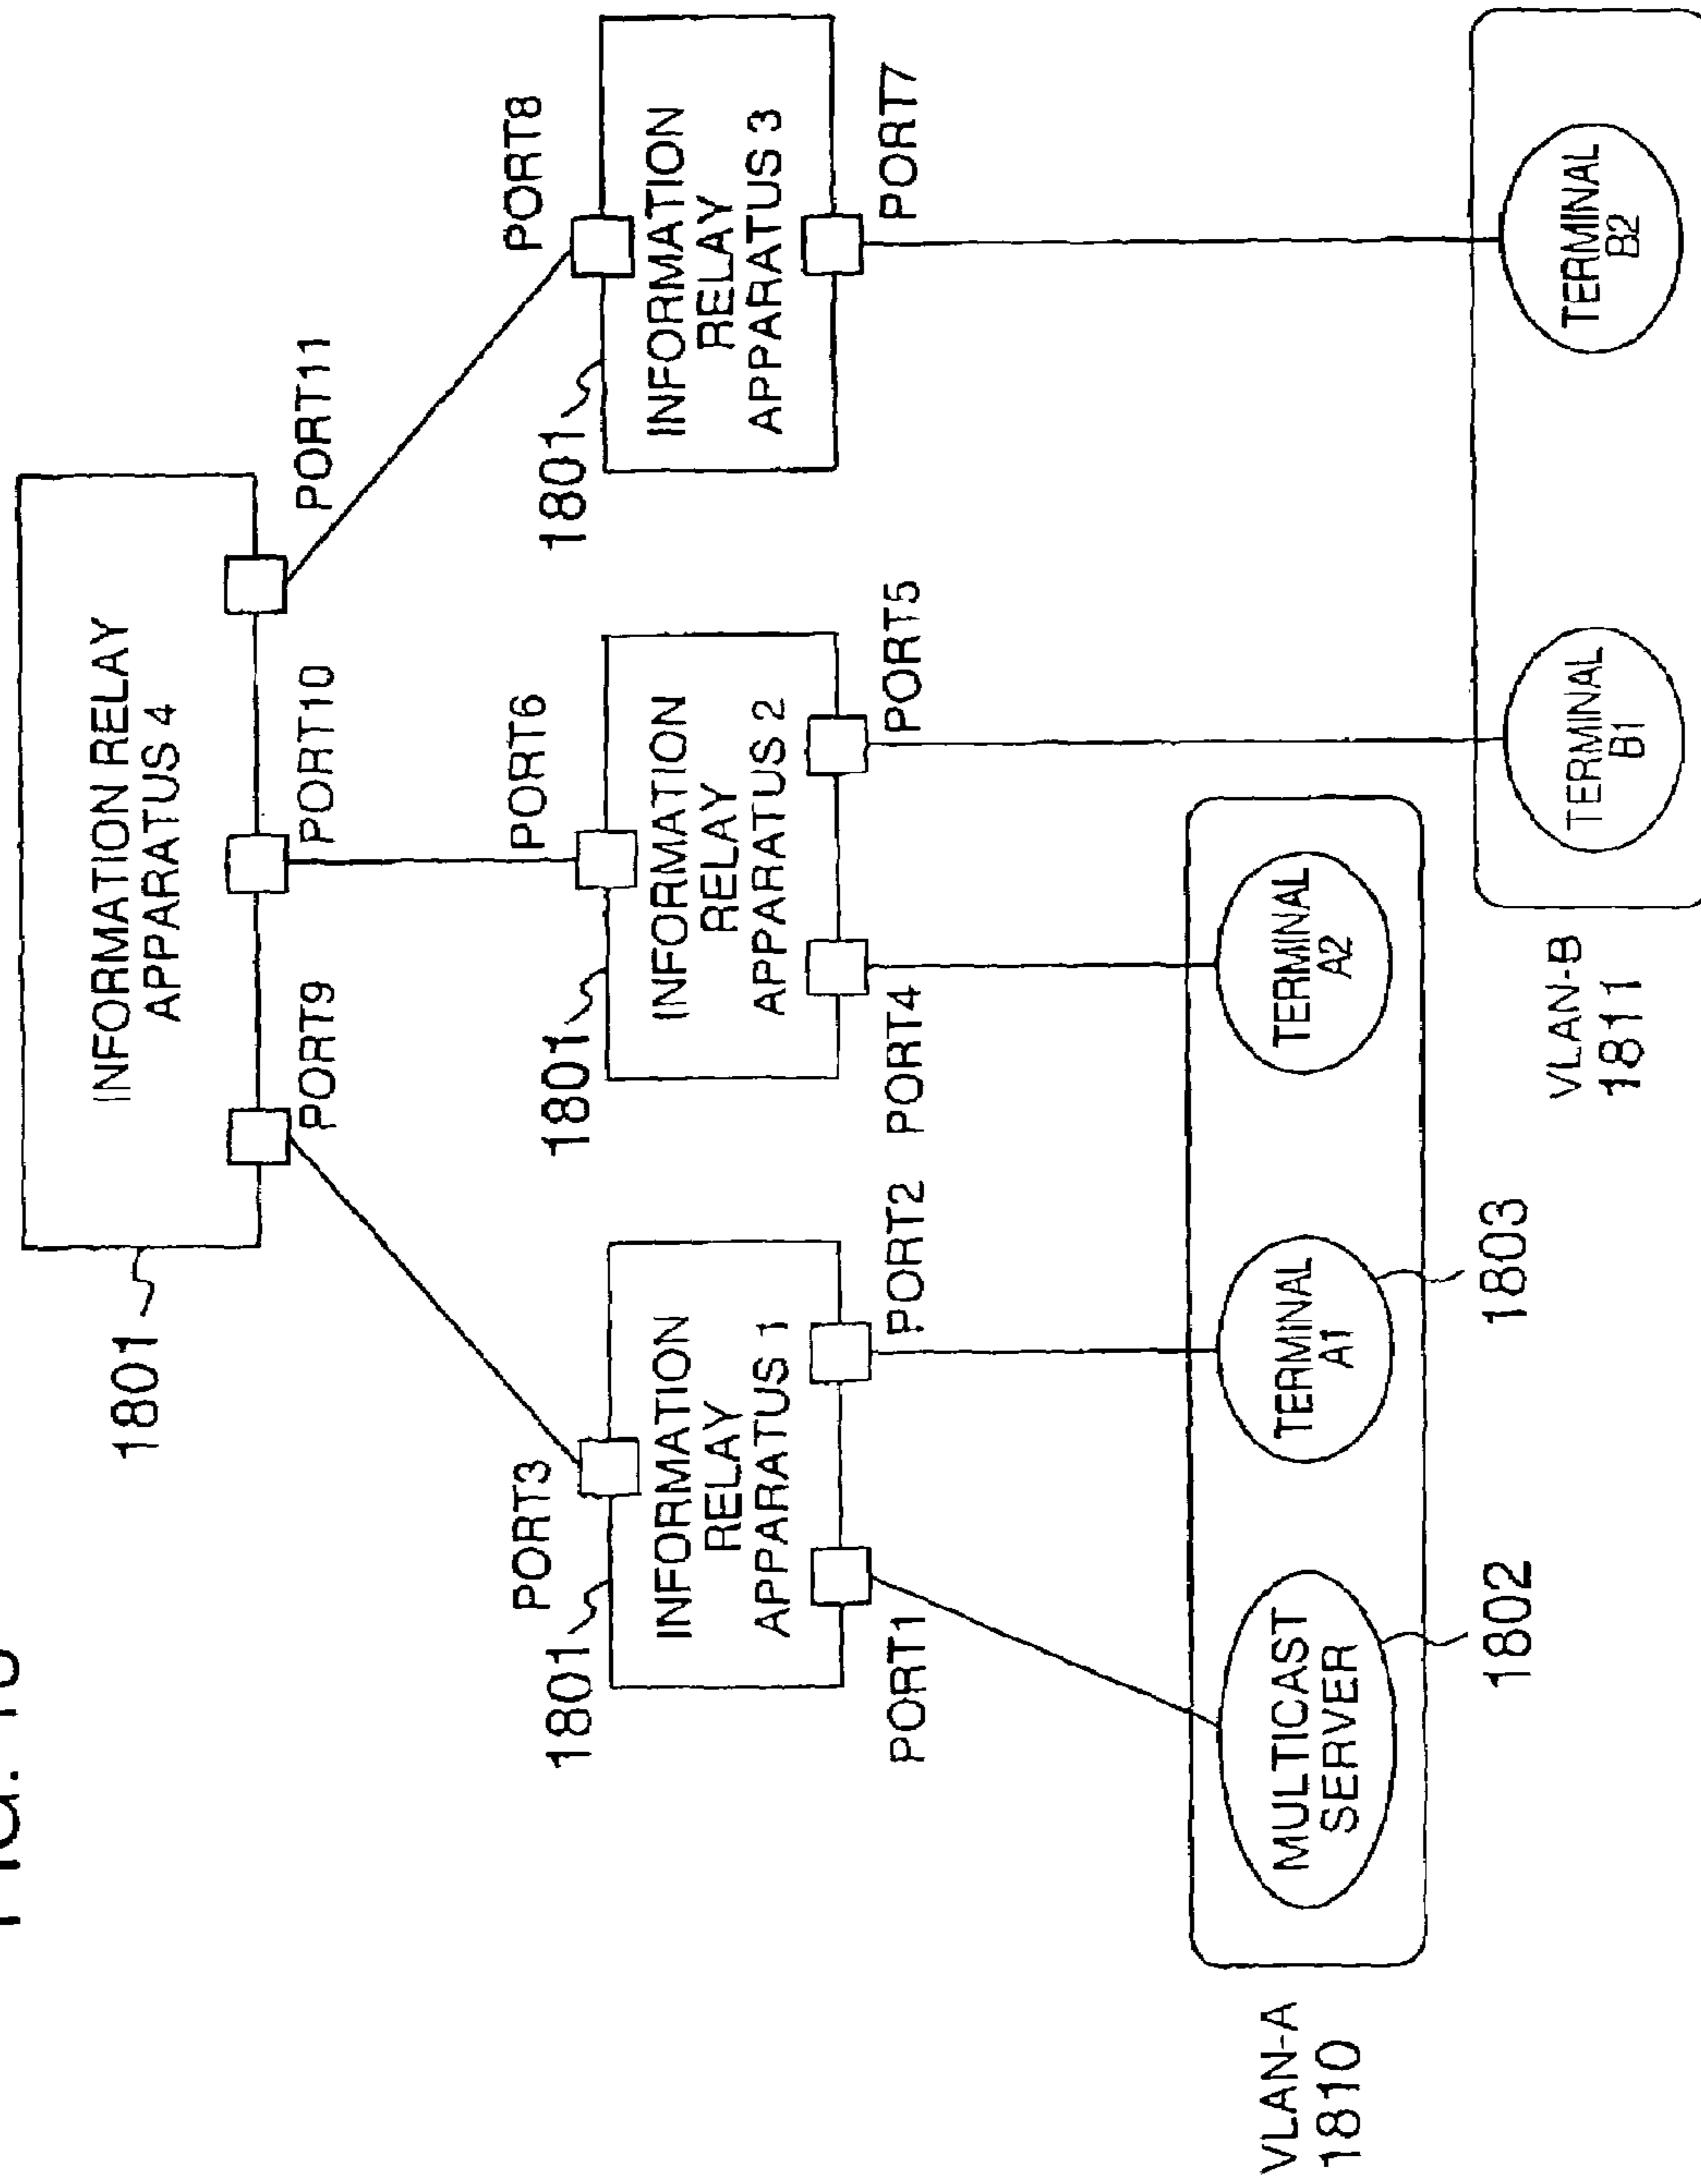 1801
INFORMATION RELAY
APPARATUS 4
PORT9
PORT10
PORT11
PORT3
1801
INFORMATION
RELAY
APPARATUS 1
PORT1
PORT2
PORT6
1801
INFORMATION
RELAY
APPARATUS 2
PORT4
PORT5
PORT8
1801
INFORMATION
RELAY
APPARATUS 3
PORT7
VLAN-A
1810
MULTICAST
SERVER
1802
TERMINAL
A1
1803
TERMINAL
A2
VLAN-B
1811
TERMINAL
B1
TERMINAL
B2